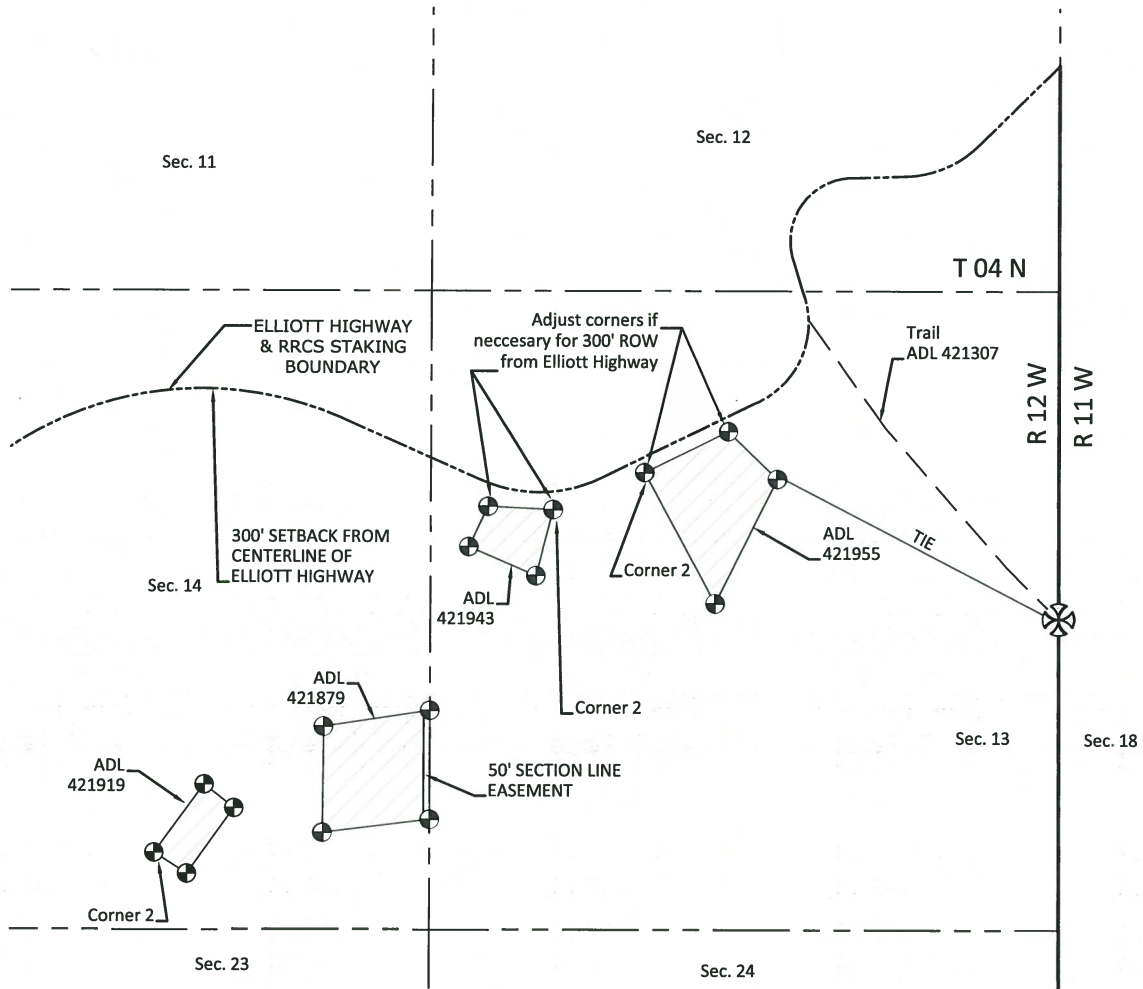 Sec. 11
Sec. 12
T 04 N
ELLIOTT HIGHWAY
& RRCS STAKING
BOUNDARY
Adjust corners if
neccesary for 300' ROW
from Elliott Highway
Trail
ADL 421307
R 12 W
R 11 W
300' SETBACK FROM
CENTERLINE OF
ELLIOTT HIGHWAY
Sec. 14
ADL
421943
Corner 2
ADL
421955
TIE
ADL
421879
Corner 2
50' SECTION LINE
EASEMENT
Sec. 13
Sec. 18
ADL
421919
Corner 2
Sec. 23
Sec. 24